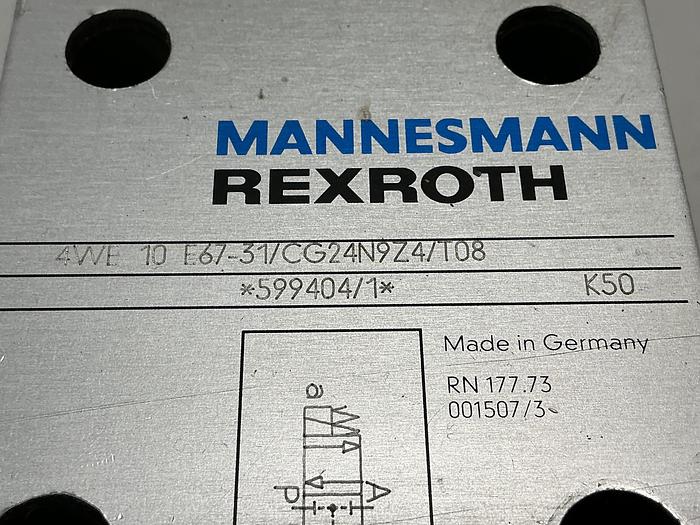 MANNESMANN
REXROTH
4WE 10 E67-31/CG24N9Z4/T08
*599404/1* K50
Made in Germany
RN 177.73
001507/3
a
A
P